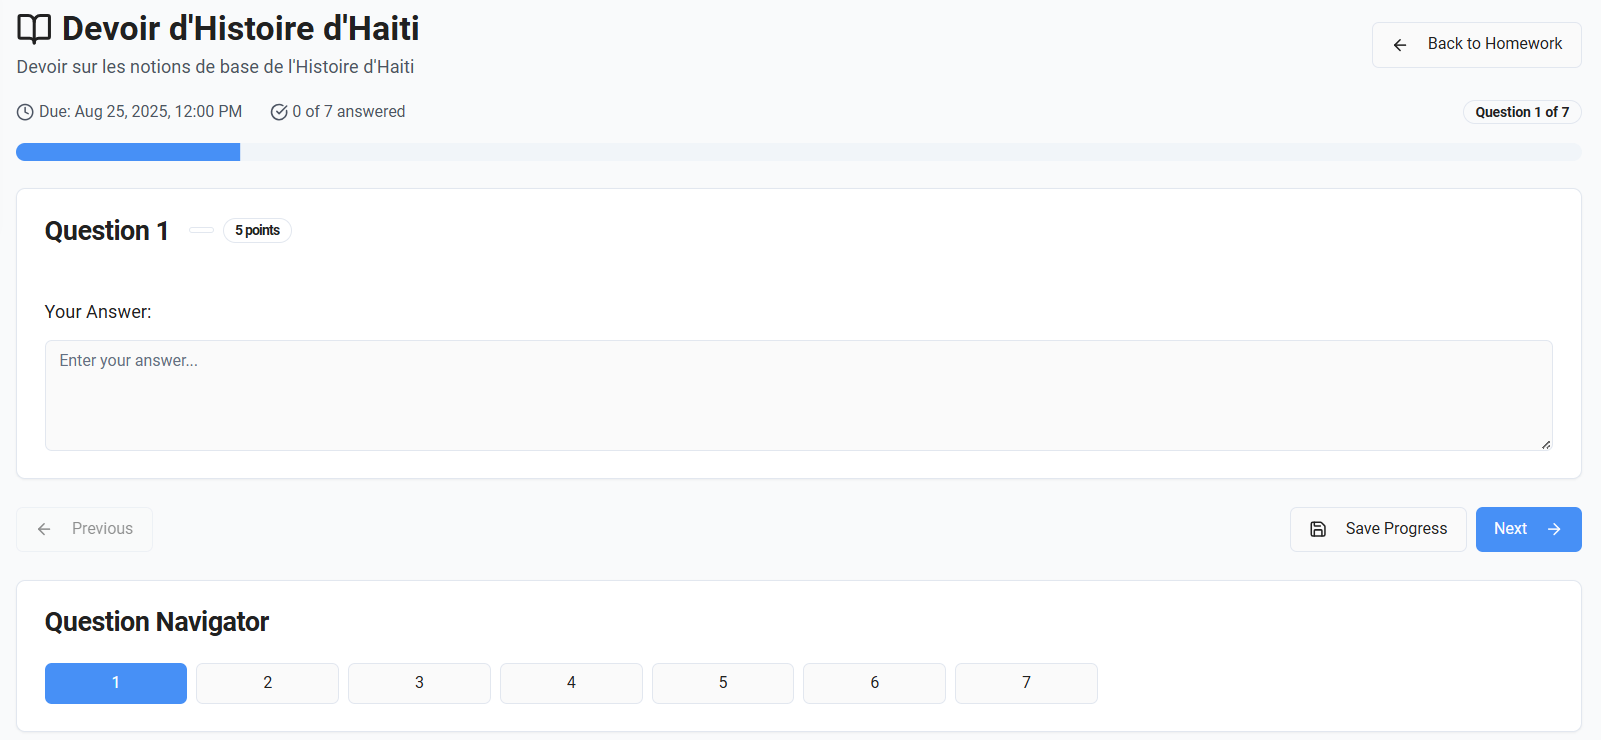 Devoir d'Histoire d'Haiti
Back to Homework
Devoir sur les notions de base de l'Histoire d'Haiti
Due: Aug 25, 2025, 12:00 PM
0 of 7 answered
Question 1 of 7
Question 1
5 points
Your Answer:
Enter your answer...
Previous
Save Progress
Next
Question Navigator
1
2
3
4
5
6
7